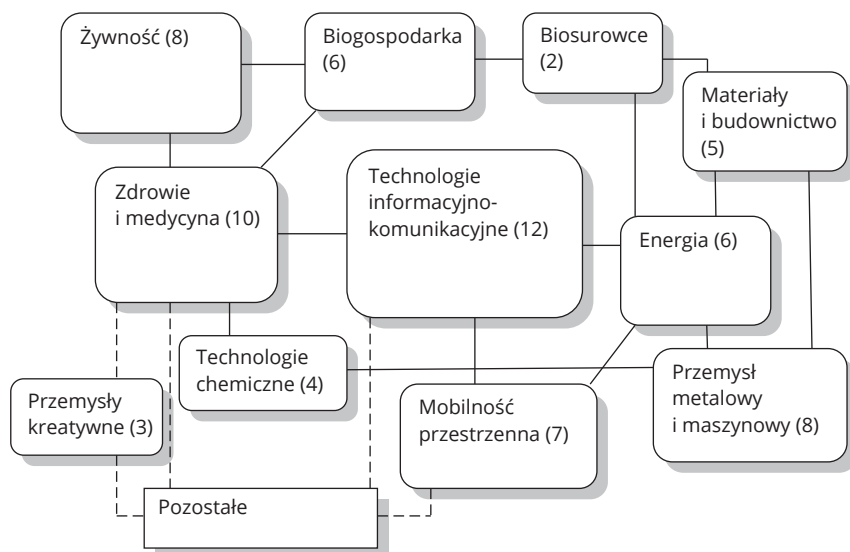 Żywność (8)
Biogospodarka
(6)
Biosurowce
(2)
Materiały
i budownictwo
(5)
Zdrowie
i medycyna (10)
Technologie
informacyjno-
komunikacyjne (12)
Energia (6)
Technologie
chemiczne (4)
Przemysły
kreatywne (3)
Mobilność
przestrzenna (7)
Przemysł
metalowy
i maszynowy (8)
Pozostałe